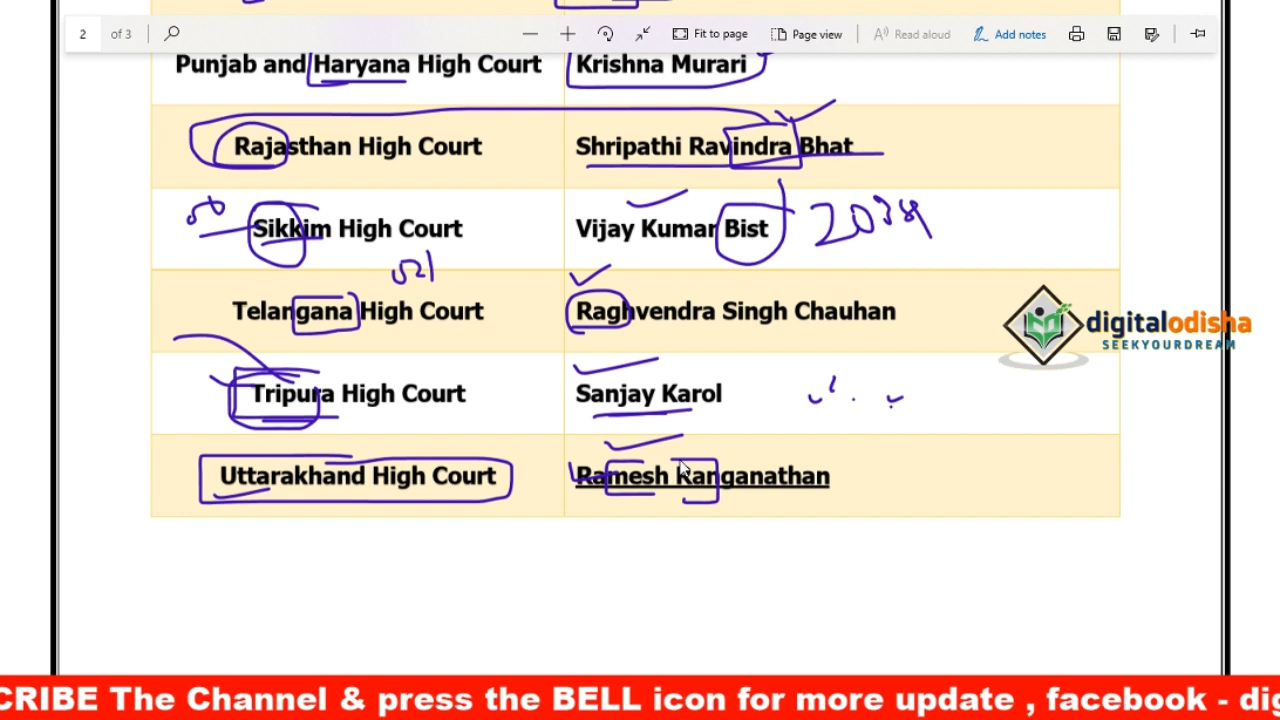 2 of 3 Fit to page Page view Read aloud Add notes
Punjab and Haryana High Court Krishna Murari
Rajasthan High Court Shripathi Ravindra Bhat
Sikkim High Court Vijay Kumar Bist
Telangana High Court Raghvendra Singh Chauhan
digitalodisha
SEEKYOURDREAM
Tripura High Court Sanjay Karol
Uttarakhand High Court Ramesh Ranganathan
CRIBE The Channel & press the BELL icon for more update , facebook - dig